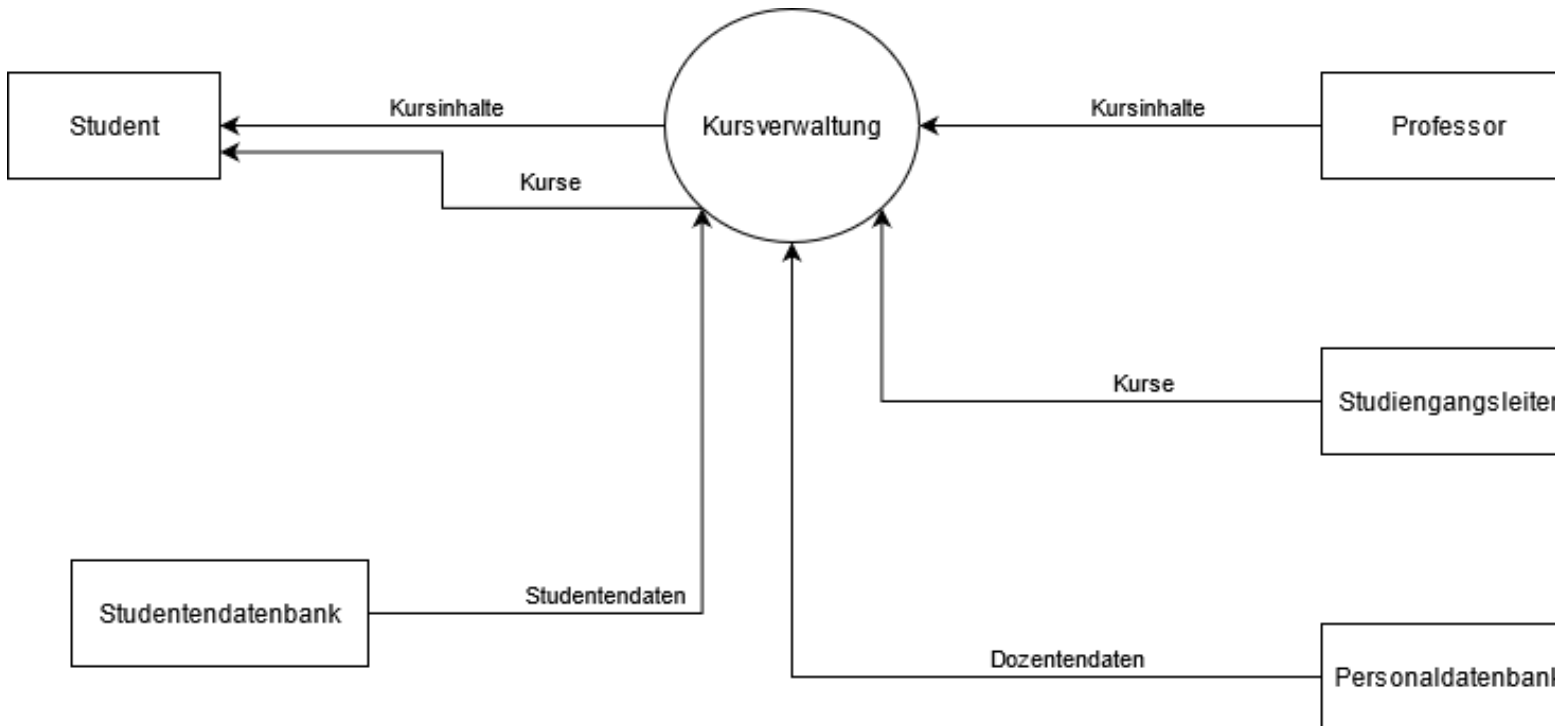 Student
Kursinhalte
Kursverwaltung
Kursinhalte
Professor
Kurse
Kurse
Studiengangsleiter
Studentendatenbank
Studentendaten
Dozentendaten
Personaldatenbank